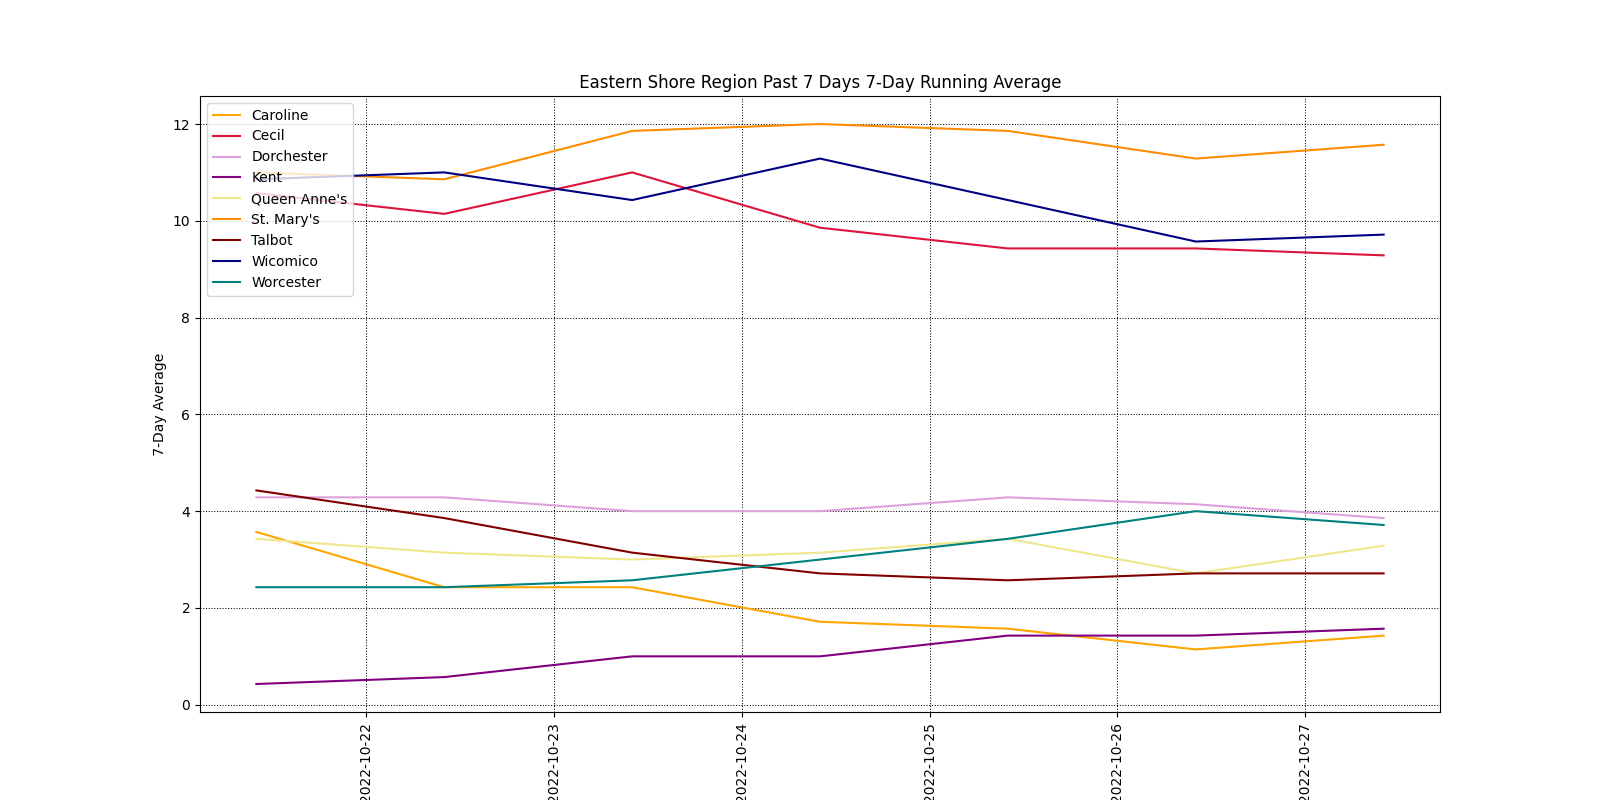 Eastern Shore Region Past 7 Days 7-Day Running Average
Caroline
Cecil
Dorchester
Kent
Queen Anne's
St. Mary's
Talbot
Wicomico
Worcester
7-Day Average
12
10
8
6
4
2
0
2022-10-22
2022-10-23
2022-10-24
2022-10-25
2022-10-26
2022-10-27